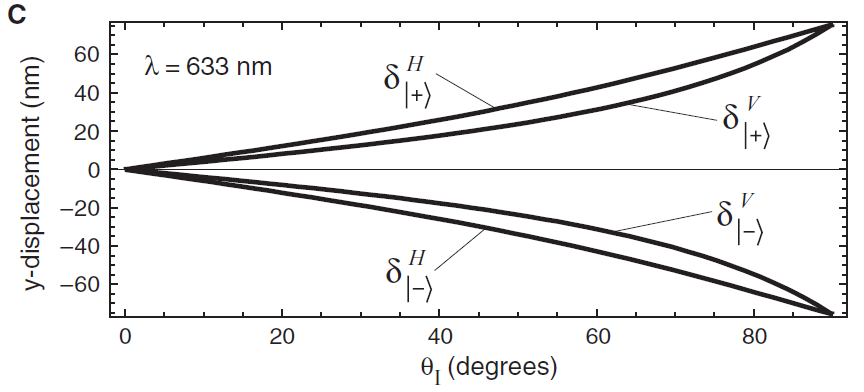 C
y-displacement (nm)
60
40
20
0
−20
−40
−60
λ = 633 nm
δ^H_|+⟩
δ^V_|+⟩
δ^V_|−⟩
δ^H_|−⟩
0 20 40 60 80
θ_I (degrees)